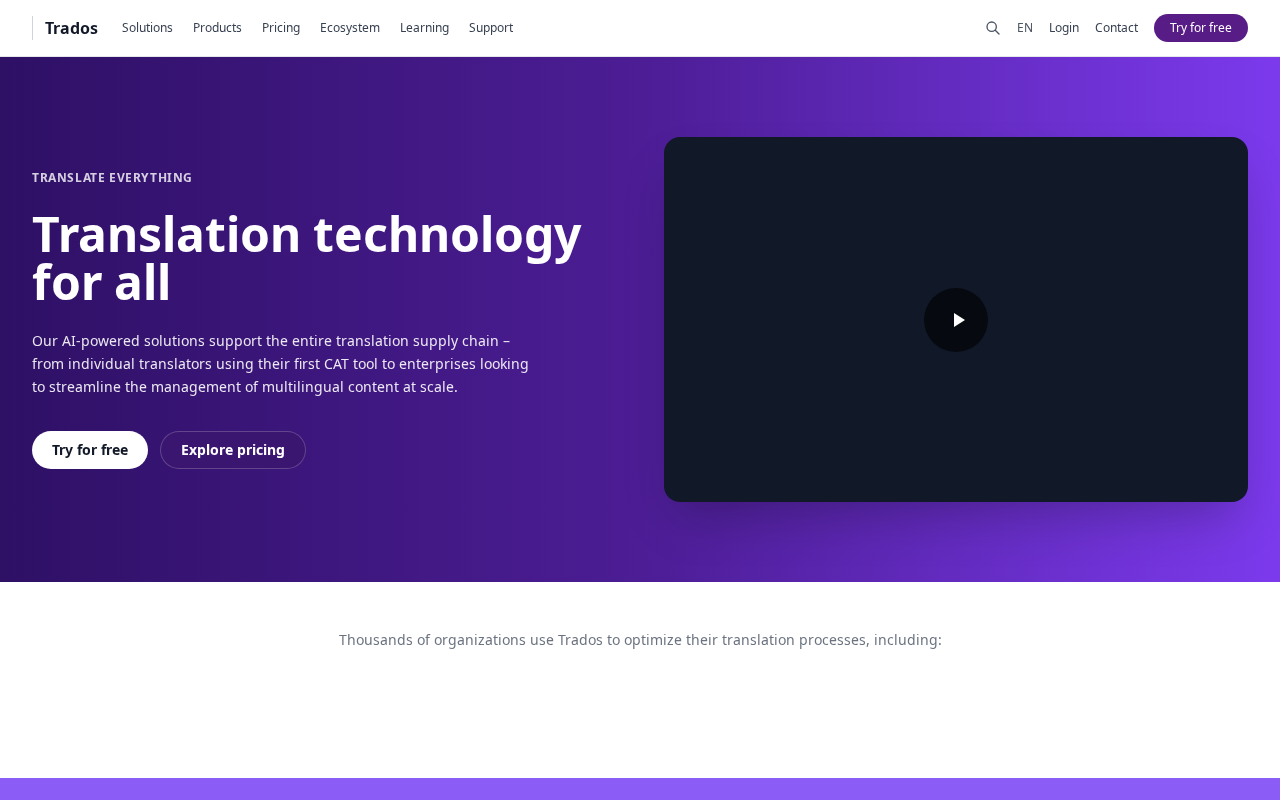 Trados
Solutions
Products
Pricing
Ecosystem
Learning
Support
EN
Login
Contact
Try for free
TRANSLATE EVERYTHING
Translation technology
for all
Our AI-powered solutions support the entire translation supply chain –
from individual translators using their first CAT tool to enterprises looking
to streamline the management of multilingual content at scale.
Try for free
Explore pricing
Thousands of organizations use Trados to optimize their translation processes, including: